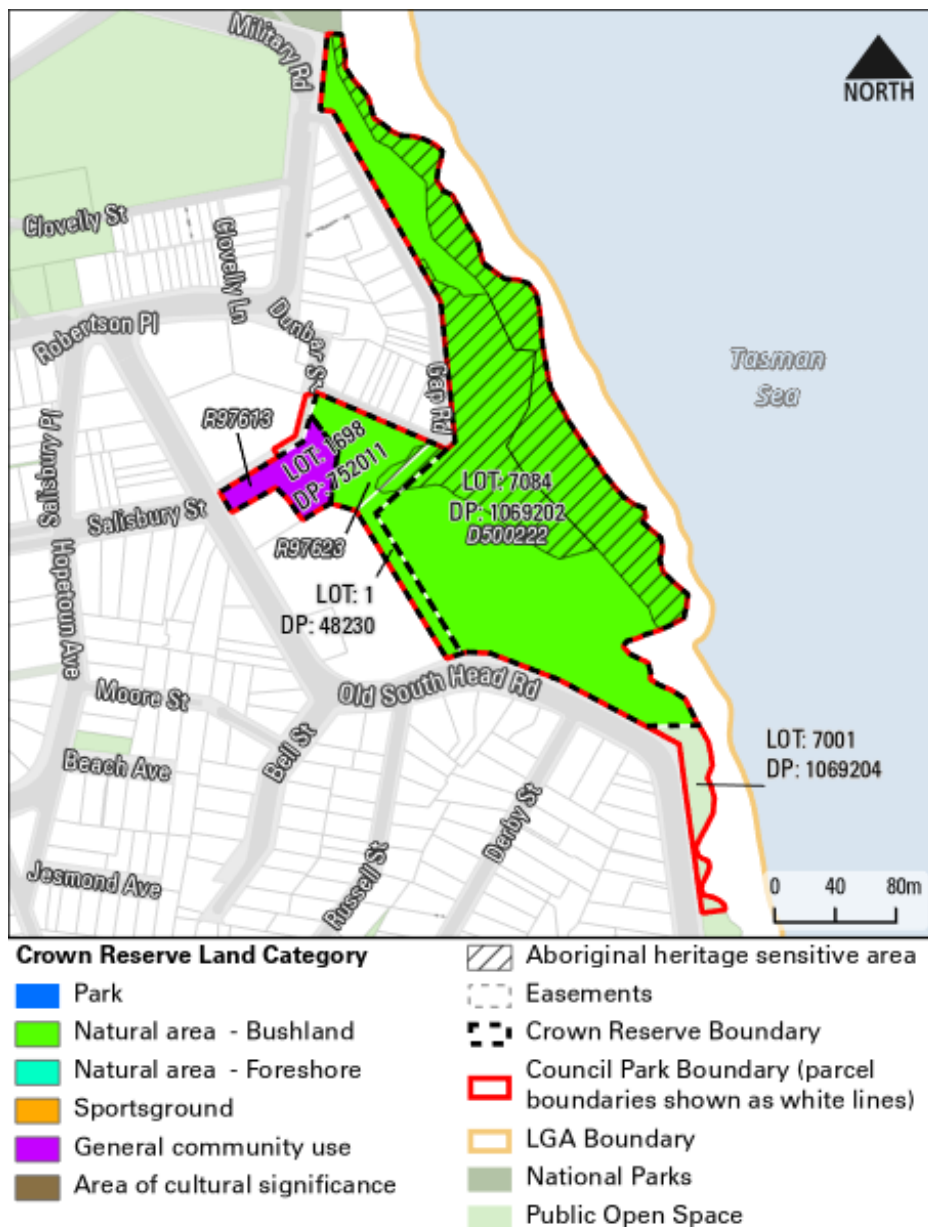 Military Rd
NORTH
Clovelly St
Clovelly Ln
Dunbar St
Robertson Pl
Tasman
Sea
Gap Rd
R97613
LOT: 1698
DP: 752011
Salisbury Pl
LOT: 7084
DP: 1069202
D500222
Salisbury St
R97623
Hopetown Ave
LOT: 1
DP: 48230
Old South Head Rd
Moore St
Bell St
LOT: 7001
DP: 1069204
Beach Ave
Derby St
Russell St
Jesmond Ave
0 40 80m
Crown Reserve Land Category
Park
Natural area - Bushland
Natural area - Foreshore
Sportsground
General community use
Area of cultural significance
Aboriginal heritage sensitive area
Easements
Crown Reserve Boundary
Council Park Boundary (parcel
boundaries shown as white lines)
LGA Boundary
National Parks
Public Open Space